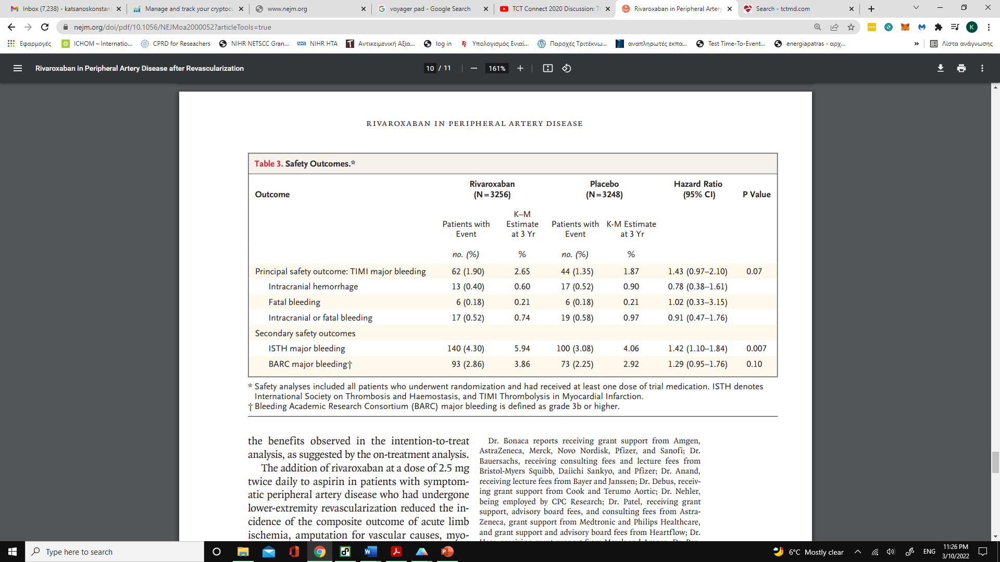 Inbox (7,238) - katsanoskonstant
Manage and track your cryptocu
www.nejm.org
voyager pad - Google Search
TCT Connect 2020 Discussion: Th
Rivaroxaban in Peripheral Artery
Search - tctmd.com
nejm.org/doi/pdf/10.1056/NEJMoa2000052?articleTools=true
K
Εφαρμογές
ICHOM – Internatio...
CPRD for Reseachers
NIHR NETSCC Gran...
NIHR HTA
Αντικειμενική Αξία...
log in
Υπολογισμός Ενιαί...
Παροχές Τριτέκνω...
αναπληρωτές εκπα...
Test Time-To-Event...
energiapatras - αρχ...
»
Λίστα ανάγνωσης
Rivaroxaban in Peripheral Artery Disease after Revascularization
10 / 11
161%
RIVAROXABAN IN PERIPHERAL ARTERY DISEASE
Table 3. Safety Outcomes.*
Outcome Rivaroxaban (N=3256) Placebo (N=3248) Hazard Ratio (95% CI) P Value
Patients with Event K–M Estimate at 3 Yr Patients with Event K-M Estimate at 3 Yr
no. (%) % no. (%) %
Principal safety outcome: TIMI major bleeding 62 (1.90) 2.65 44 (1.35) 1.87 1.43 (0.97–2.10) 0.07
Intracranial hemorrhage 13 (0.40) 0.60 17 (0.52) 0.90 0.78 (0.38–1.61)
Fatal bleeding 6 (0.18) 0.21 6 (0.18) 0.21 1.02 (0.33–3.15)
Intracranial or fatal bleeding 17 (0.52) 0.74 19 (0.58) 0.97 0.91 (0.47–1.76)
Secondary safety outcomes
ISTH major bleeding 140 (4.30) 5.94 100 (3.08) 4.06 1.42 (1.10–1.84) 0.007
BARC major bleeding† 93 (2.86) 3.86 73 (2.25) 2.92 1.29 (0.95–1.76) 0.10
* Safety analyses included all patients who underwent randomization and had received at least one dose of trial medication. ISTH denotes
International Society on Thrombosis and Haemostasis, and TIMI Thrombolysis in Myocardial Infarction.
† Bleeding Academic Research Consortium (BARC) major bleeding is defined as grade 3b or higher.
the benefits observed in the intention-to-treat
analysis, as suggested by the on-treatment analysis.
The addition of rivaroxaban at a dose of 2.5 mg
twice daily to aspirin in patients with symptom-
atic peripheral artery disease who had undergone
lower-extremity revascularization reduced the in-
cidence of the composite outcome of acute limb
ischemia, amputation for vascular causes, myo-
Dr. Bonaca reports receiving grant support from Amgen,
AstraZeneca, Merck, Novo Nordisk, Pfizer, and Sanofi; Dr.
Bauersachs, receiving consulting fees and lecture fees from
Bristol-Myers Squibb, Daiichi Sankyo, and Pfizer; Dr. Anand,
receiving lecture fees from Bayer and Janssen; Dr. Debus, receiv-
ing grant support from Cook and Terumo Aortic; Dr. Nehler,
being employed by CPC Research; Dr. Patel, receiving grant
support, advisory board fees, and consulting fees from Astra-
Zeneca, grant support from Medtronic and Philips Healthcare,
and grant support and advisory board fees from Heartflow; Dr.
Type here to search
6°C Mostly clear
ENG
11:26 PM
3/10/2022